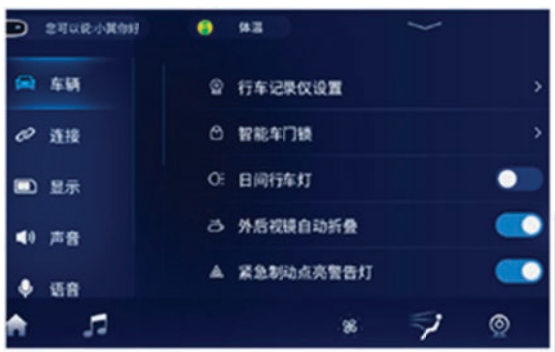 您可以说:小冀你好
体温
车辆
行车记录仪设置
连接
智能车门锁
显示
日间行车灯
声音
外后视镜自动折叠
语音
紧急制动点亮警告灯